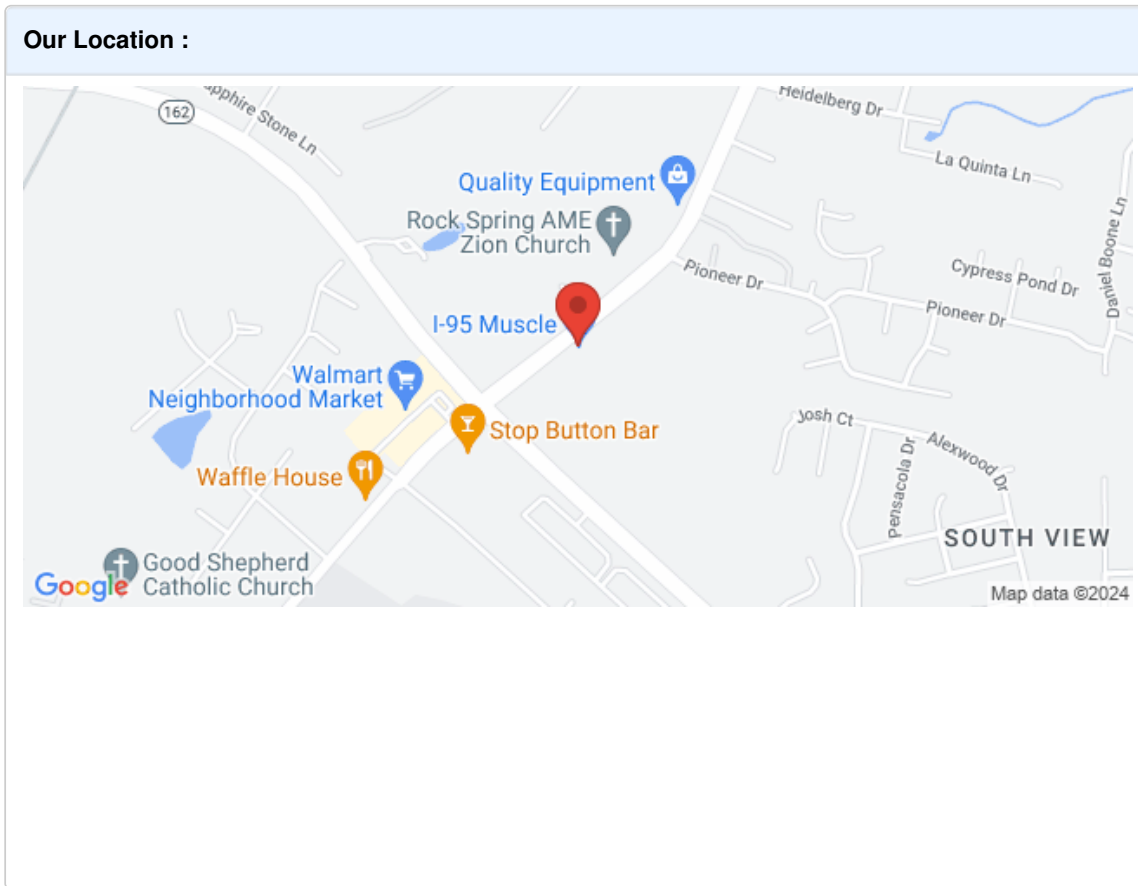 Our Location :
162
Sapphire Stone Ln
Heidelberg Dr
La Quinta Ln
Quality Equipment
Rock Spring AME
Zion Church
Pioneer Dr
Cypress Pond Dr
Daniel Boone Ln
Pioneer Dr
I-95 Muscle
Walmart
Neighborhood Market
Stop Button Bar
Josh Ct
Alexwood Dr
Pensacola Dr
Waffle House
SOUTH VIEW
Good Shepherd
Catholic Church
Google
Map data ©2024